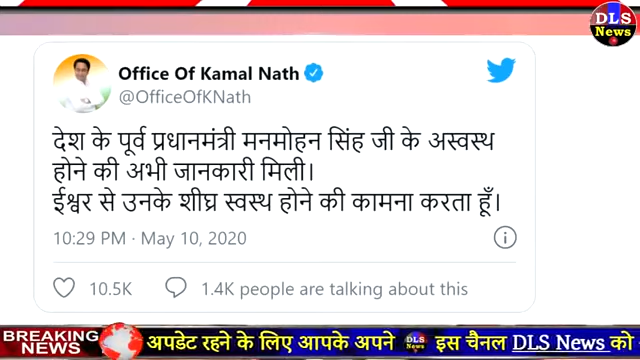 DLS
News
Office Of Kamal Nath
@OfficeOfKNath
देश के पूर्व प्रधानमंत्री मनमोहन सिंह जी के अस्वस्थ
होने की अभी जानकारी मिली।
ईश्वर से उनके शीघ्र स्वस्थ होने की कामना करता हूँ।
10:29 PM · May 10, 2020
10.5K 1.4K people are talking about this
BREAKING
NEWS
अपडेट रहने के लिए आपके अपने DLS News इस चैनल DLS News को